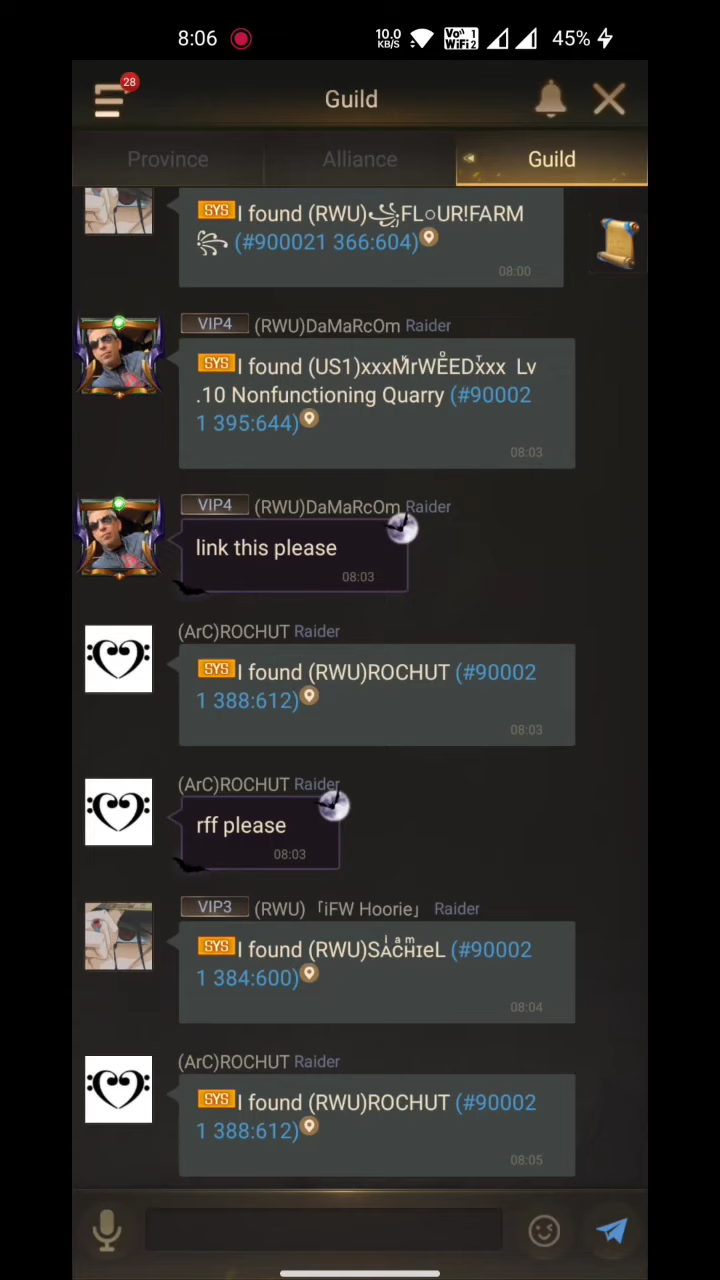 8:06 10.0 KB/S Vo)) 1 WiFi2 45%
28 Guild
Province Alliance Guild
SYS I found (RWU)꧁FL○UR!FARM
꧂ (#900021 366:604)
08:00
VIP4 (RWU)DaMaRcOm Raider
SYS I found (US1)xxxMrWEEDxxx Lv
.10 Nonfunctioning Quarry (#90002
1 395:644)
08:03
VIP4 (RWU)DaMaRcOm Raider
link this please
08:03
(ArC)ROCHUT Raider
SYS I found (RWU)ROCHUT (#90002
1 388:612)
08:03
(ArC)ROCHUT Raider
rff please
08:03
VIP3 (RWU)「iFW Hoorie」 Raider
SYS I found (RWU)SAͥCͣHͫIeL (#90002
1 384:600)
08:04
(ArC)ROCHUT Raider
SYS I found (RWU)ROCHUT (#90002
1 388:612)
08:05